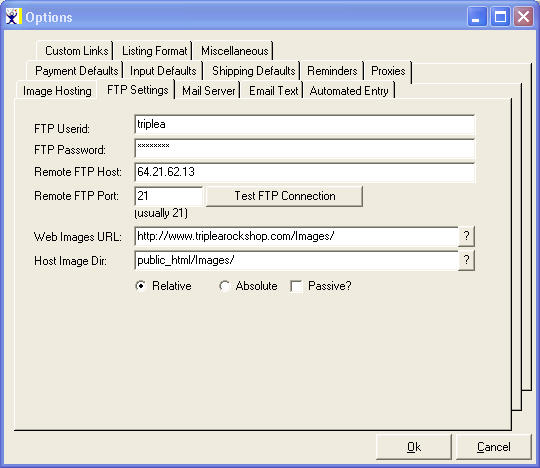 Options
Custom Links Listing Format Miscellaneous
Payment Defaults Input Defaults Shipping Defaults Reminders Proxies
Image Hosting FTP Settings Mail Server Email Text Automated Entry
FTP Userid: triplea
FTP Password: ********
Remote FTP Host: 64.21.62.13
Remote FTP Port: 21 Test FTP Connection
(usually 21)
Web Images URL: http://www.triplearockshop.com/Images/ ?
Host Image Dir: public_html/Images/ ?
Relative Absolute Passive?
Ok Cancel